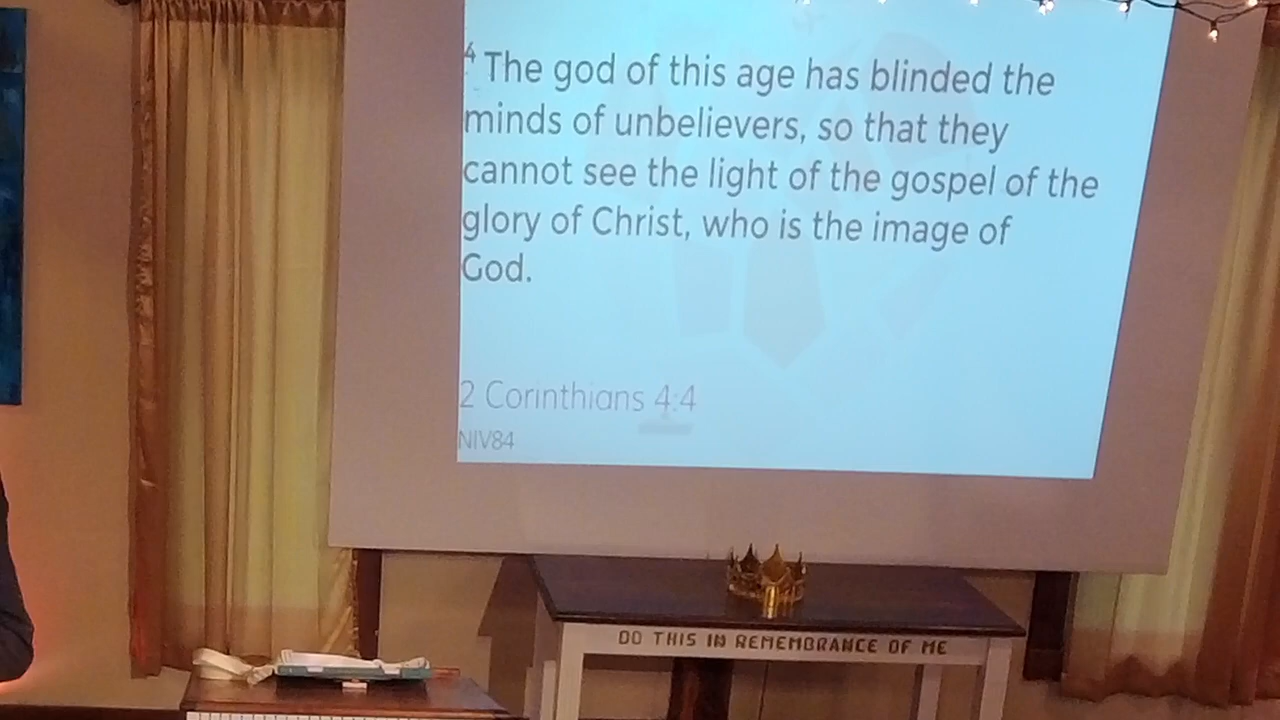 4 The god of this age has blinded the
minds of unbelievers, so that they
cannot see the light of the gospel of the
glory of Christ, who is the image of
God.
2 Corinthians 4:4
NIV84
DO THIS IN REMEMBRANCE OF ME